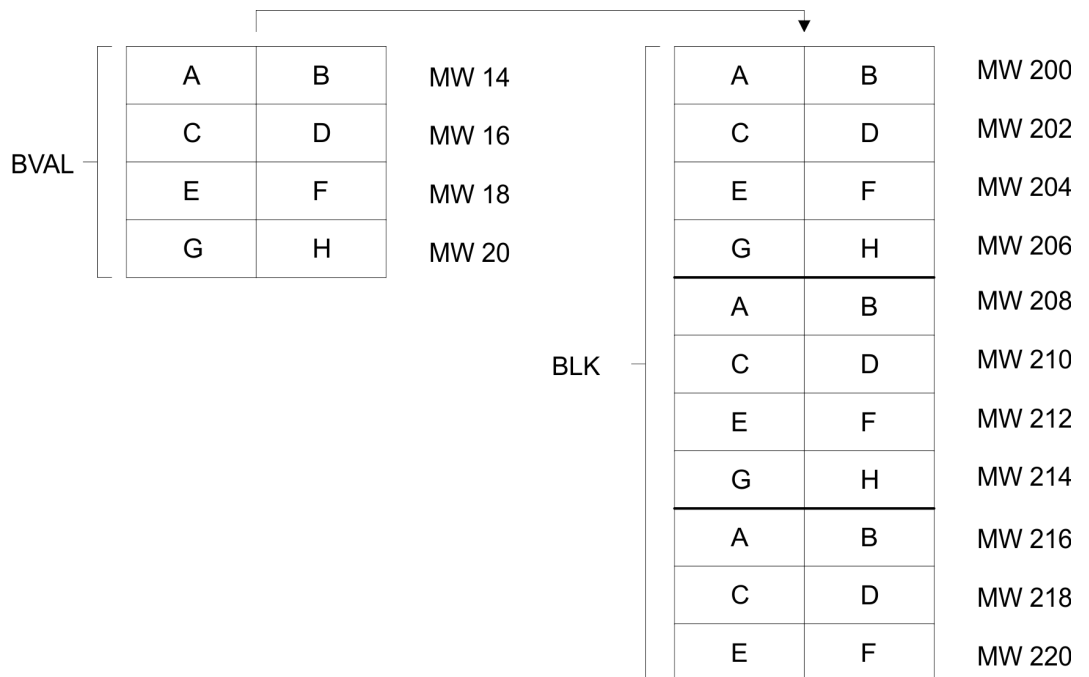 A B MW 14
C D MW 16
E F MW 18
G H MW 20
BVAL
A B MW 200
C D MW 202
E F MW 204
G H MW 206
A B MW 208
C D MW 210
E F MW 212
G H MW 214
A B MW 216
C D MW 218
E F MW 220
BLK